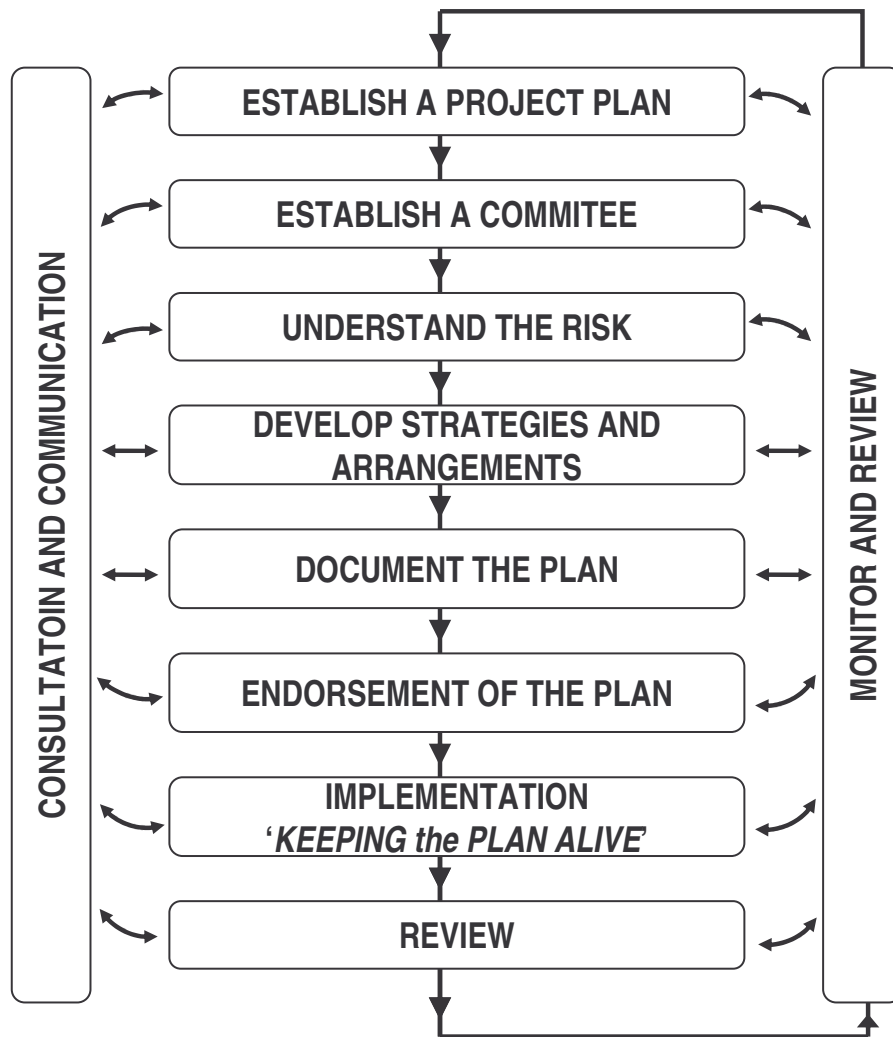 ESTABLISH A PROJECT PLAN
ESTABLISH A COMMITEE
UNDERSTAND THE RISK
DEVELOP STRATEGIES AND
ARRANGEMENTS
DOCUMENT THE PLAN
ENDORSEMENT OF THE PLAN
IMPLEMENTATION
‘KEEPING the PLAN ALIVE’
REVIEW
CONSULTATOIN AND COMMUNICATION
MONITOR AND REVIEW